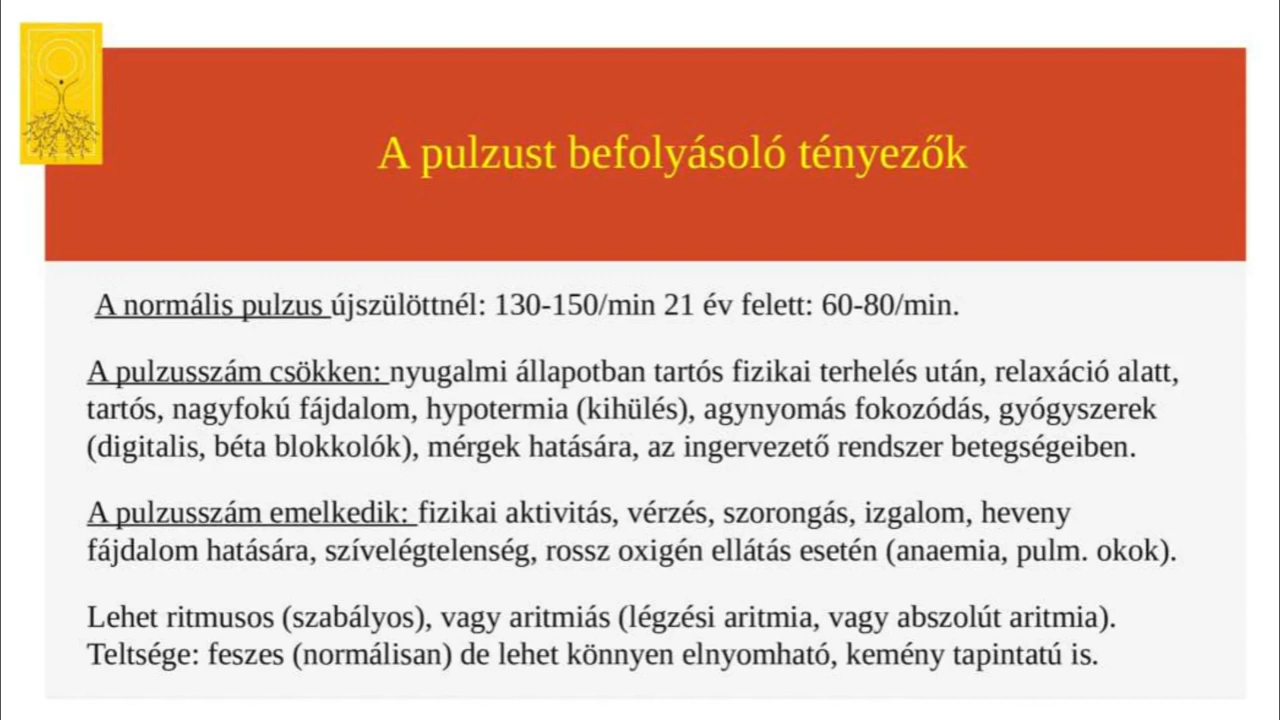 A pulzust befolyásoló tényezők
A normális pulzus újszülöttnél: 130-150/min 21 év felett: 60-80/min.
A pulzusszám csökken: nyugalmi állapotban tartós fizikai terhelés után, relaxáció alatt,
tartós, nagyfokú fájdalom, hypotermia (kihülés), agynyomás fokozódás, gyógyszerek
(digitalis, béta blokkolók), mérgek hatására, az ingervezető rendszer betegségeiben.
A pulzusszám emelkedik: fizikai aktivitás, vérzés, szorongás, izgalom, heveny
fájdalom hatására, szívelégtelenség, rossz oxigén ellátás esetén (anaemia, pulm. okok).
Lehet ritmusos (szabályos), vagy aritmiás (légzési aritmia, vagy abszolút aritmia).
Teltsége: feszes (normálisan) de lehet könnyen elnyomható, kemény tapintatú is.